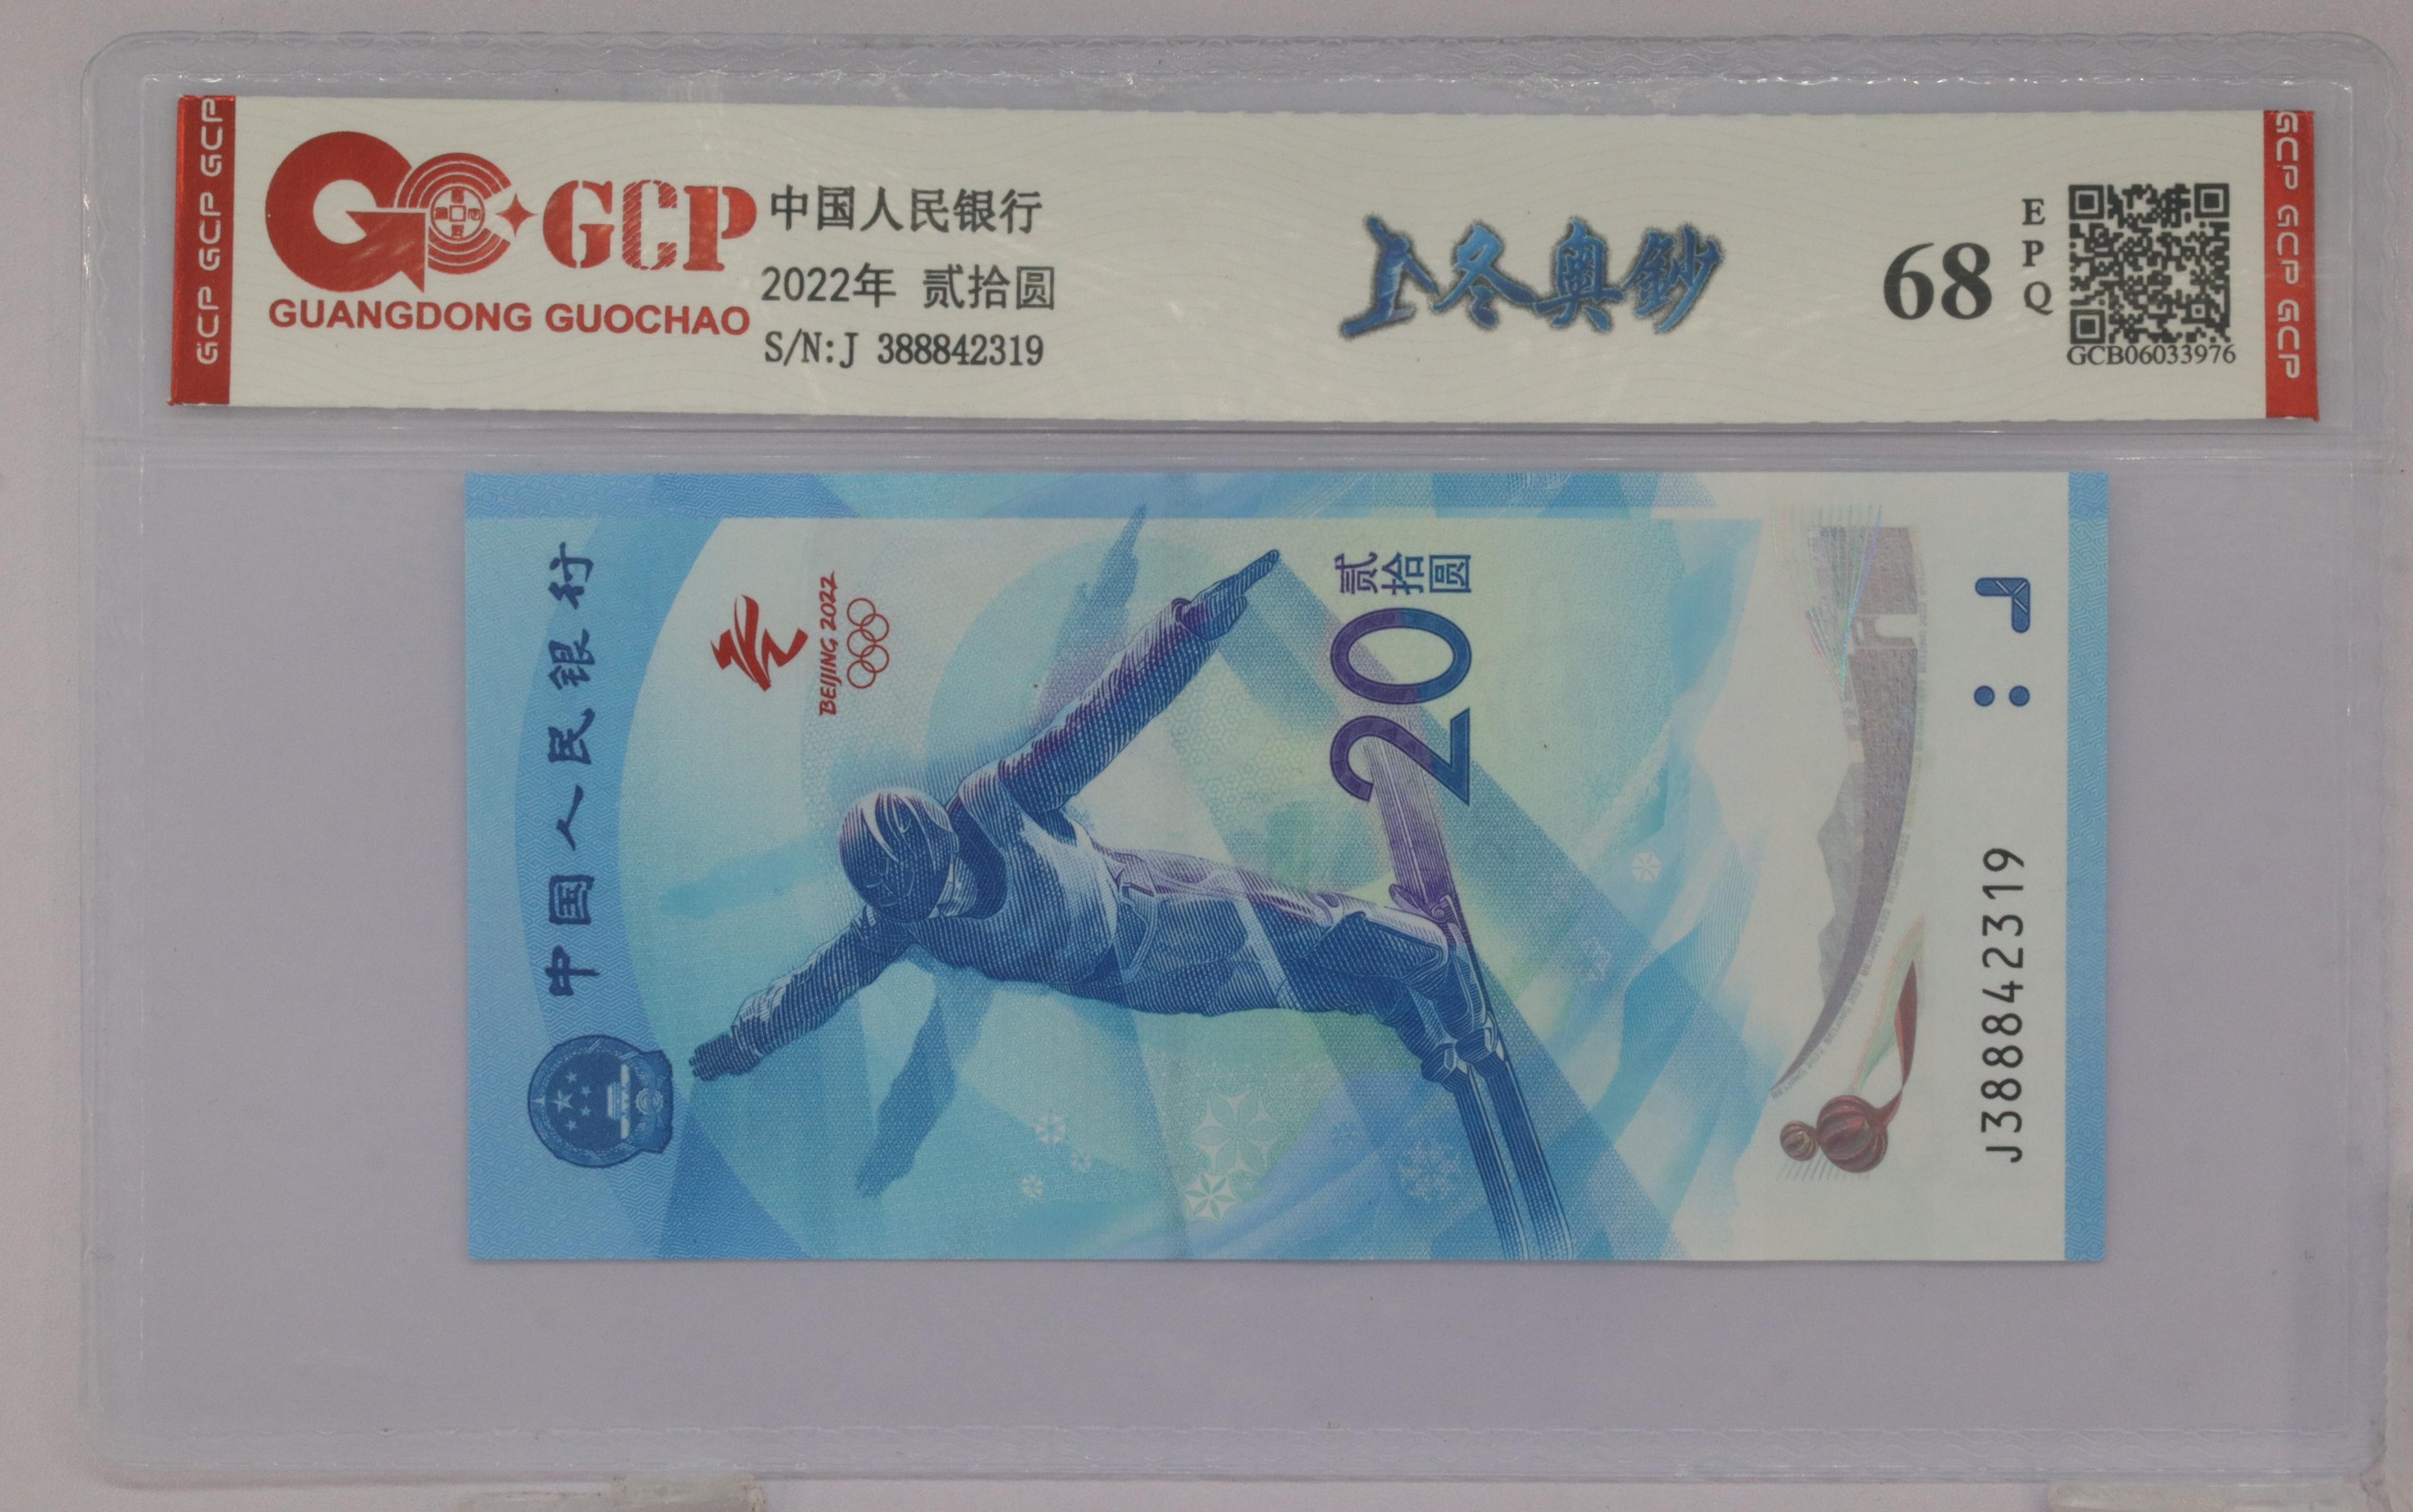 GCP GCP GCP
GCP
GUANGDONG GUOCHAO
中国人民银行
2022年 贰拾圆
S/N:J 388842319
冬奥鈔
68
EPQ
GCB06033976
GCP GCP GCP
中国人民银行
BEIJING 2022
贰拾圆
20
J388842319